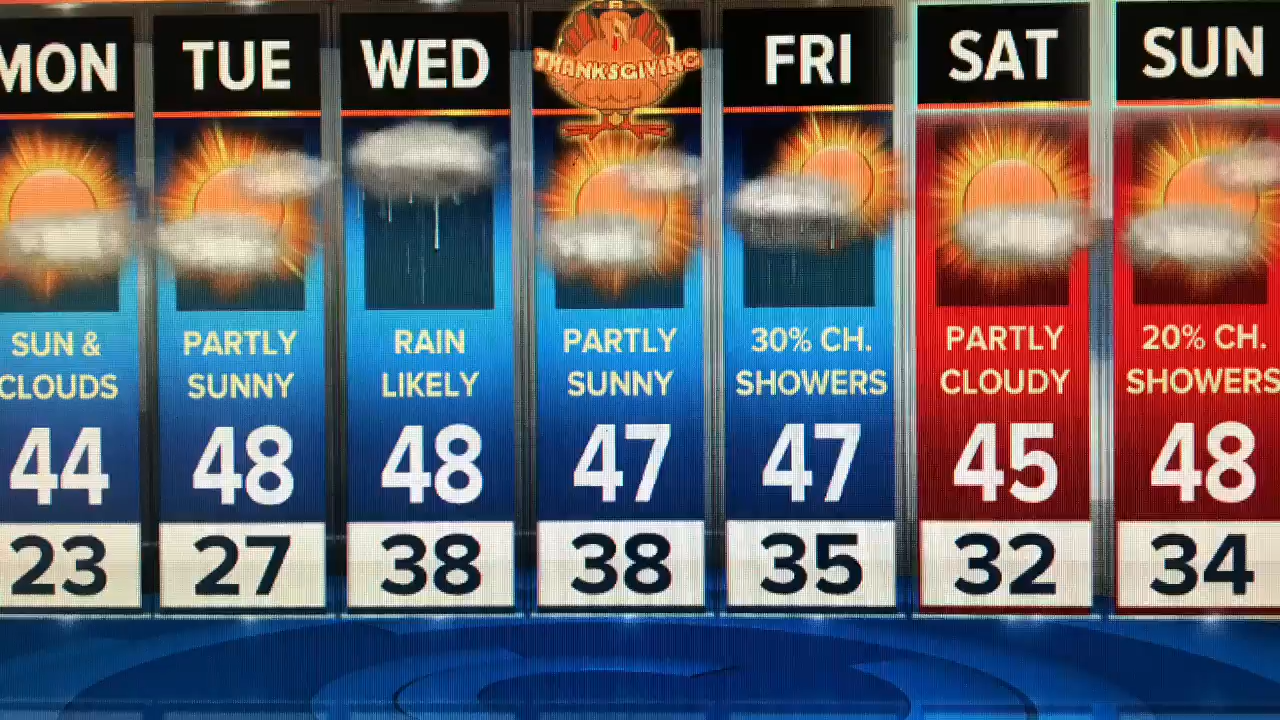 MON
TUE
WED
THANKSGIVING
FRI
SAT
SUN
SUN &
CLOUDS
PARTLY
SUNNY
RAIN
LIKELY
PARTLY
SUNNY
30% CH.
SHOWERS
PARTLY
CLOUDY
20% CH.
SHOWERS
44
48
48
47
47
45
48
23
27
38
38
35
32
34